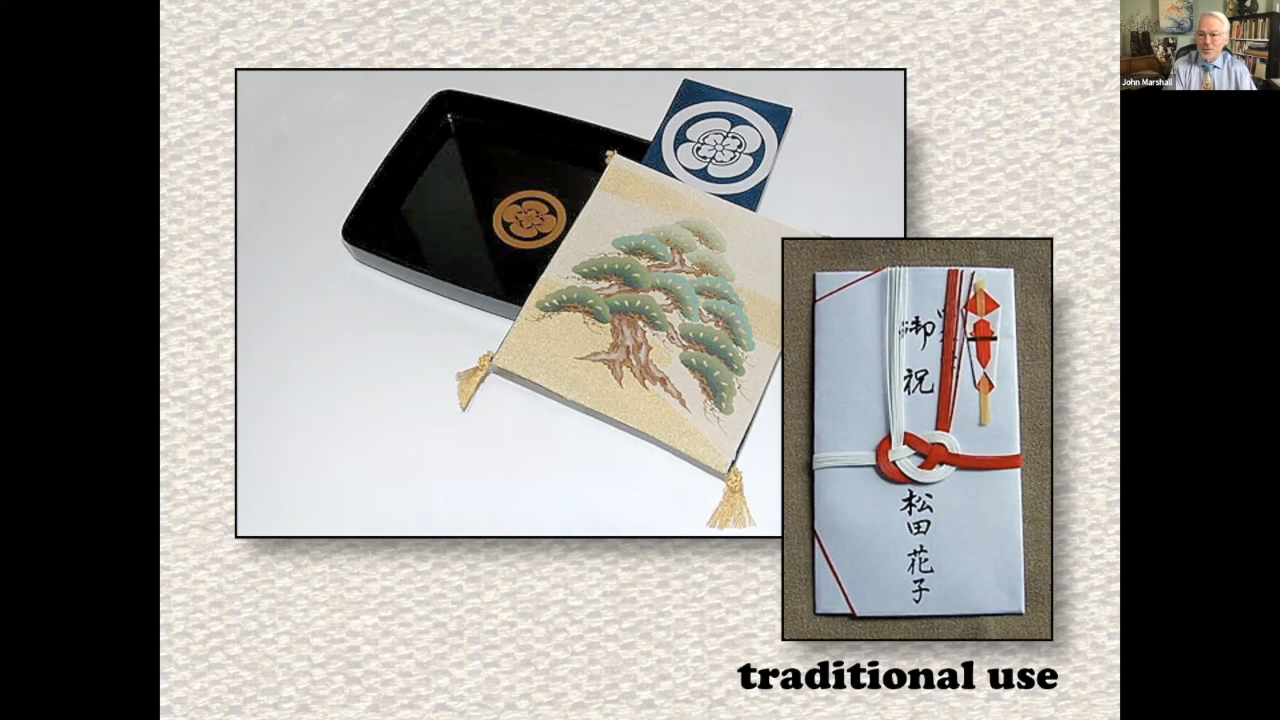 John Marshall
御祝
松田花子
traditional use